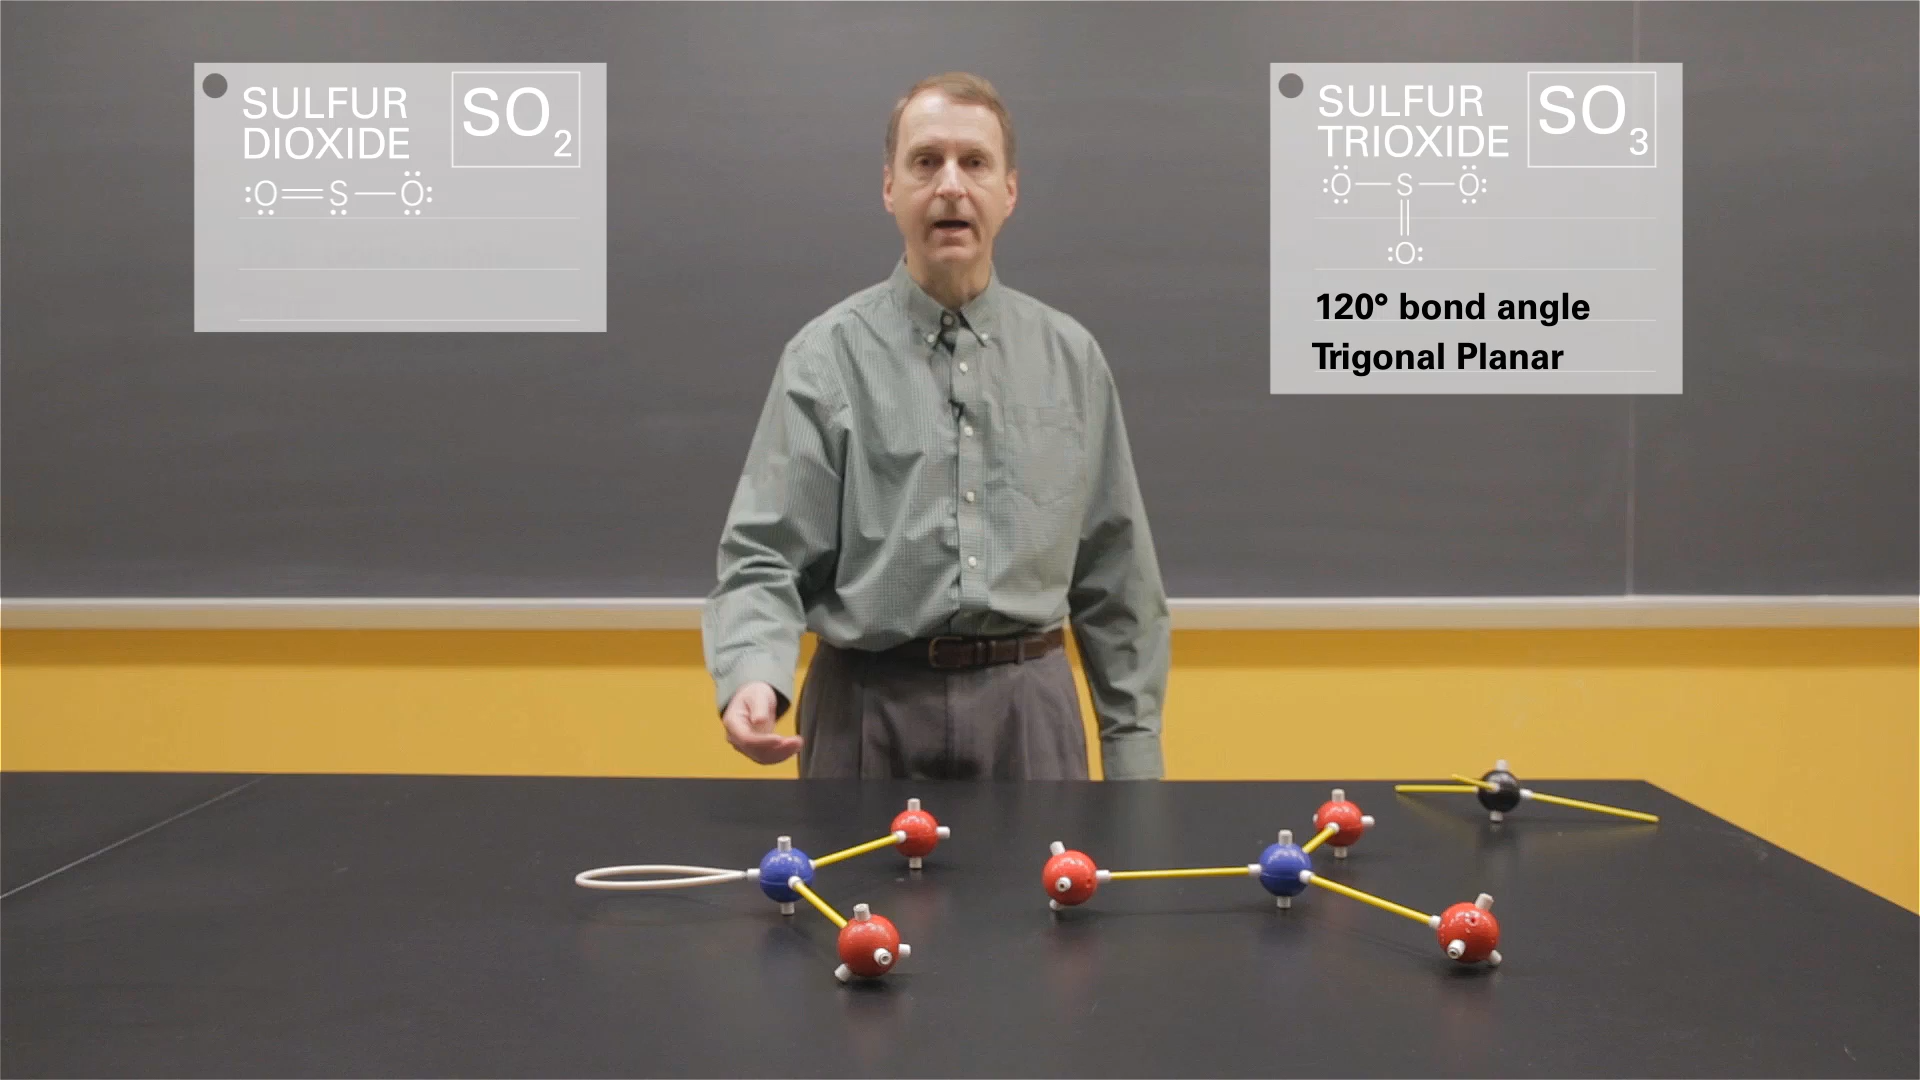 SULFUR
DIOXIDE
SO2
:O=S—O:
SULFUR
TRIOXIDE
SO3
:O—S—O:
||
:O:
120° bond angle
Trigonal Planar